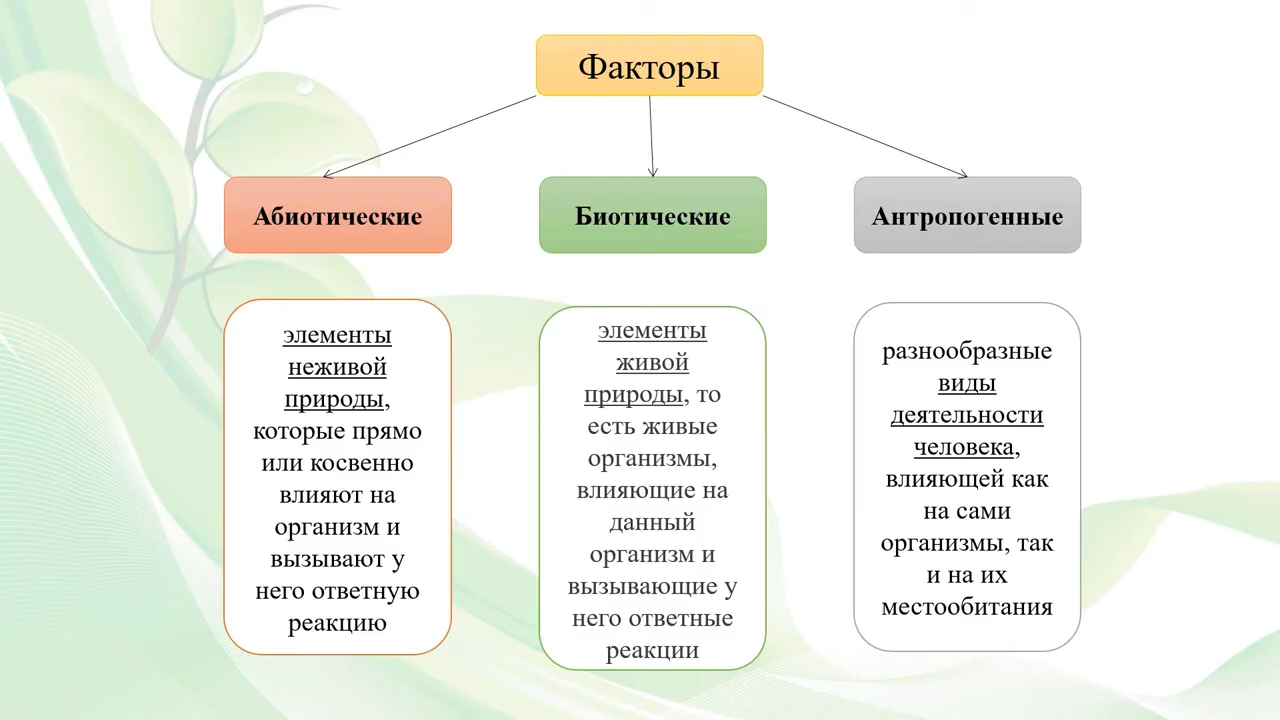 Факторы
Абиотические
Биотические
Антропогенные
элементы
неживой
природы,
которые прямо
или косвенно
влияют на
организм и
вызывают у
него ответную
реакцию
элементы
живой
природы, то
есть живые
организмы,
влияющие на
данный
организм и
вызывающие у
него ответные
реакции
разнообразные
виды
деятельности
человека,
влияющей как
на сами
организмы, так
и на их
местообитания